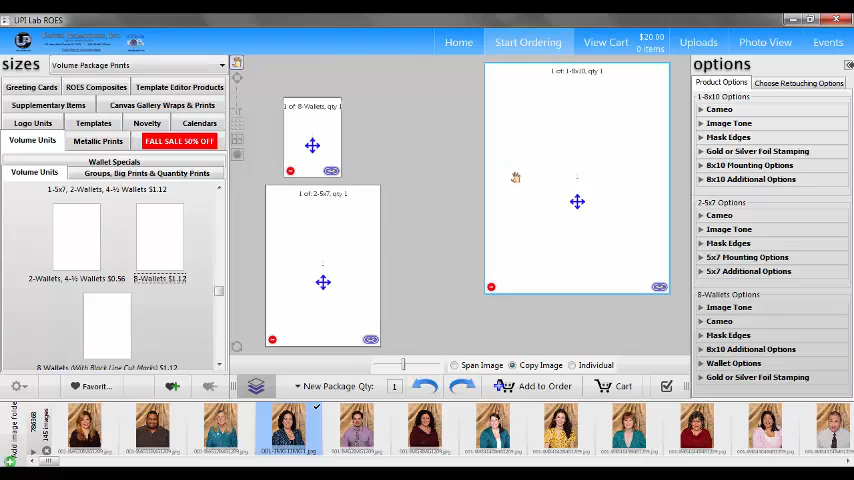 UPI Lab ROES
Home
Start Ordering
View Cart
$20.00
0 items
Uploads
Photo View
Events
sizes
Volume Package Prints
Greeting Cards
ROES Composites
Template Editor Products
Supplementary Items
Canvas Gallery Wraps & Prints
Logo Units
Templates
Novelty
Calendars
Volume Units
Metallic Prints
FALL SALE 50% OFF
Wallet Specials
Volume Units
Groups, Big Prints & Quantity Prints
1-5x7, 2-Wallets, 4-½ Wallets $1.12
2-Wallets, 4-½ Wallets $0.56
8-Wallets $1.12
8 Wallets (With Black Line Cut Marks) $1.12
1 of: 8-Wallets, qty 1
1 of: 2-5x7, qty 1
1
1 of: 1-8x10, qty 1
1
options
Product Options
Choose Retouching Options
1-8x10 Options
Cameo
Image Tone
Mask Edges
Gold or Silver Foil Stamping
8x10 Mounting Options
8x10 Additional Options
2-5x7 Options
Cameo
Image Tone
Mask Edges
5x7 Mounting Options
5x7 Additional Options
8-Wallets Options
Image Tone
Cameo
Mask Edges
8x10 Additional Options
Wallet Options
Gold or Silver Foil Stamping
Span Image
Copy Image
Individual
Favorit...
New Package Qty:
1
Add to Order
Cart
Add image folder
786368
145 images